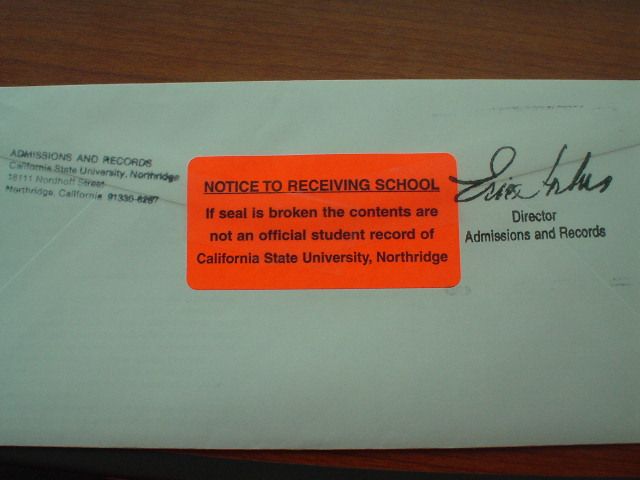 ADMISSIONS AND RECORDS
California State University, Northridge
18111 Nordhoff Street
Northridge, California 91330-8207
NOTICE TO RECEIVING SCHOOL
If seal is broken the contents are
not an official student record of
California State University, Northridge
Eric Forbes
Director
Admissions and Records